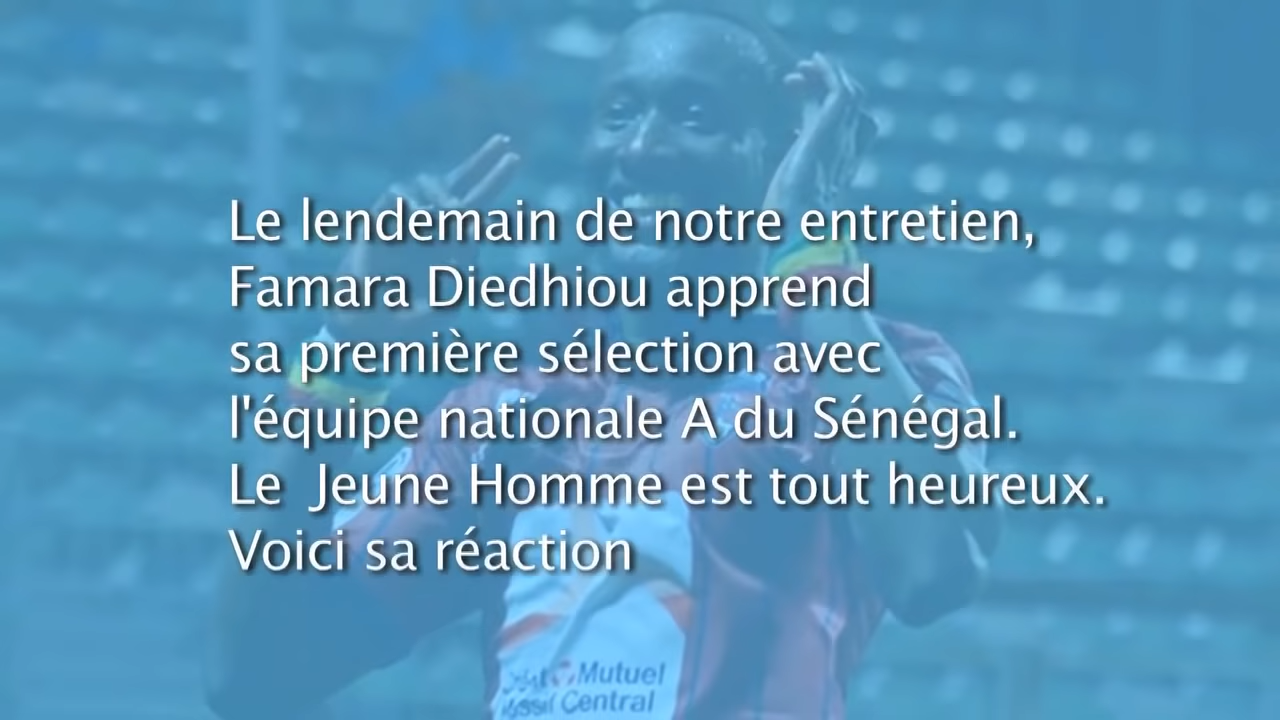 Le lendemain de notre entretien,
Famara Diedhiou apprend
sa première sélection avec
l'équipe nationale A du Sénégal.
Le  Jeune Homme est tout heureux.
Voici sa réaction
Mutuel
Central